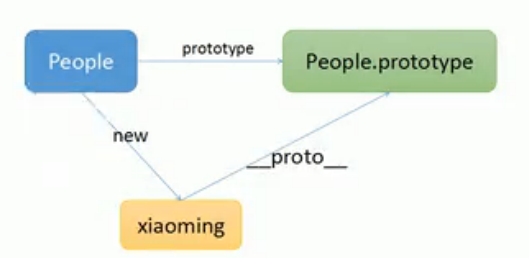 People
prototype
People.prototype
new
__proto__
xiaoming